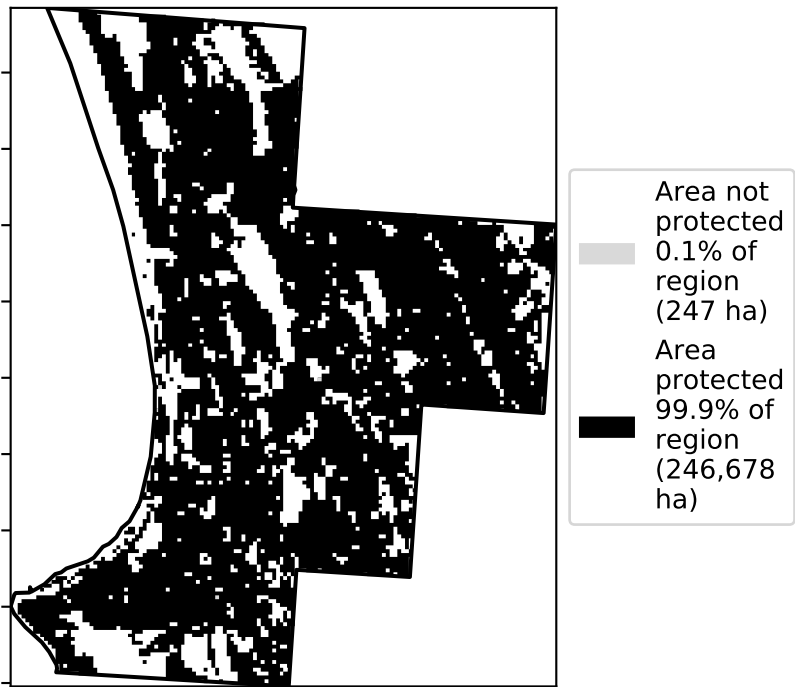 Area not
protected
0.1% of
region
(247 ha)
Area
protected
99.9% of
region
(246,678
ha)